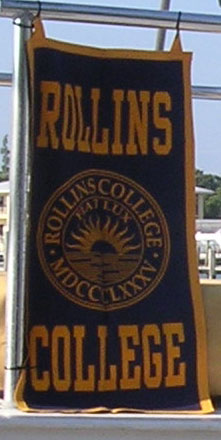 ROLLINS
ROLLINS COLLEGE
FIAT LUX
MDCCCLXXXV
COLLEGE